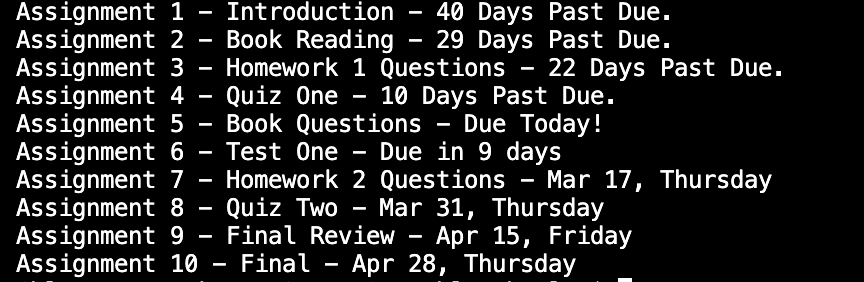 Assignment 1 - Introduction - 40 Days Past Due.
Assignment 2 - Book Reading - 29 Days Past Due.
Assignment 3 - Homework 1 Questions - 22 Days Past Due.
Assignment 4 - Quiz One - 10 Days Past Due.
Assignment 5 - Book Questions - Due Today!
Assignment 6 - Test One - Due in 9 days
Assignment 7 - Homework 2 Questions - Mar 17, Thursday
Assignment 8 - Quiz Two - Mar 31, Thursday
Assignment 9 - Final Review - Apr 15, Friday
Assignment 10 - Final - Apr 28, Thursday